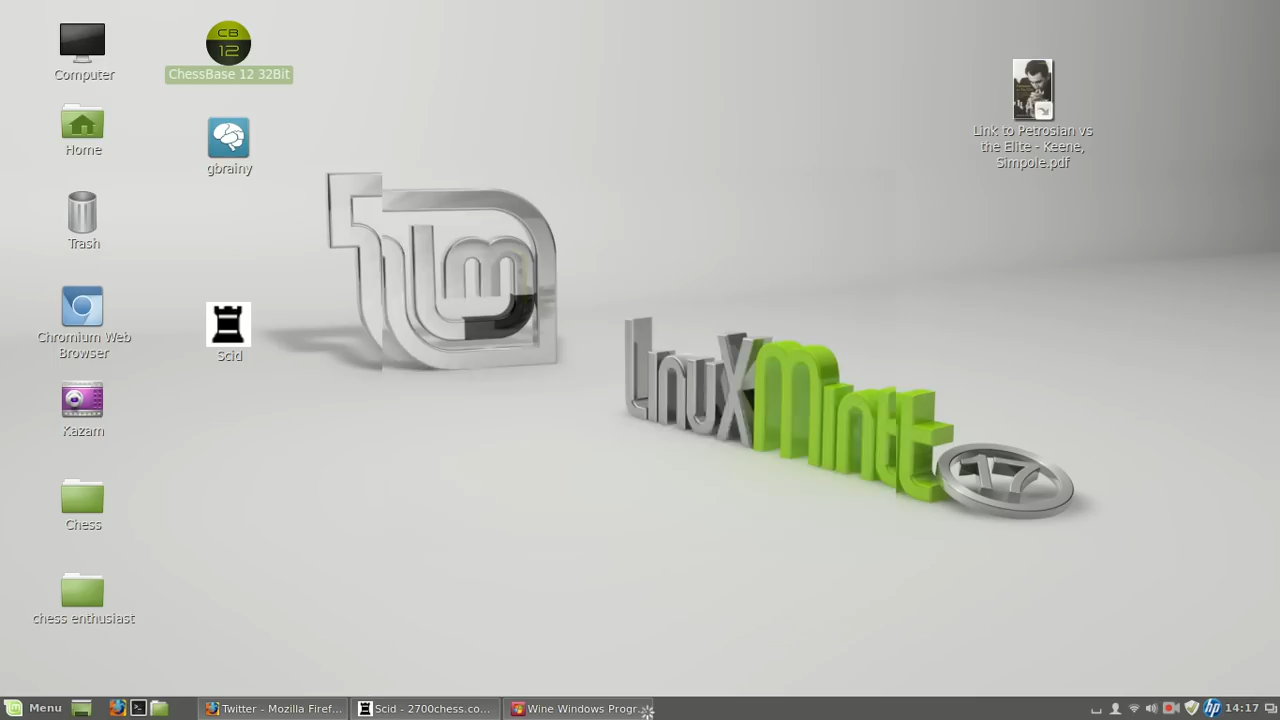 Computer
CB
12
ChessBase 12 32Bit
Link to Petrosian vs
the Elite - Keene,
Simpole.pdf
Home
gbrainy
Trash
Chromium Web
Browser
Scid
Linux Mint 17
Kazam
Chess
chess enthusiast
Menu
Twitter - Mozilla Firef...
Scid - 2700chess.co...
Wine Windows Progr...
hp
14:17